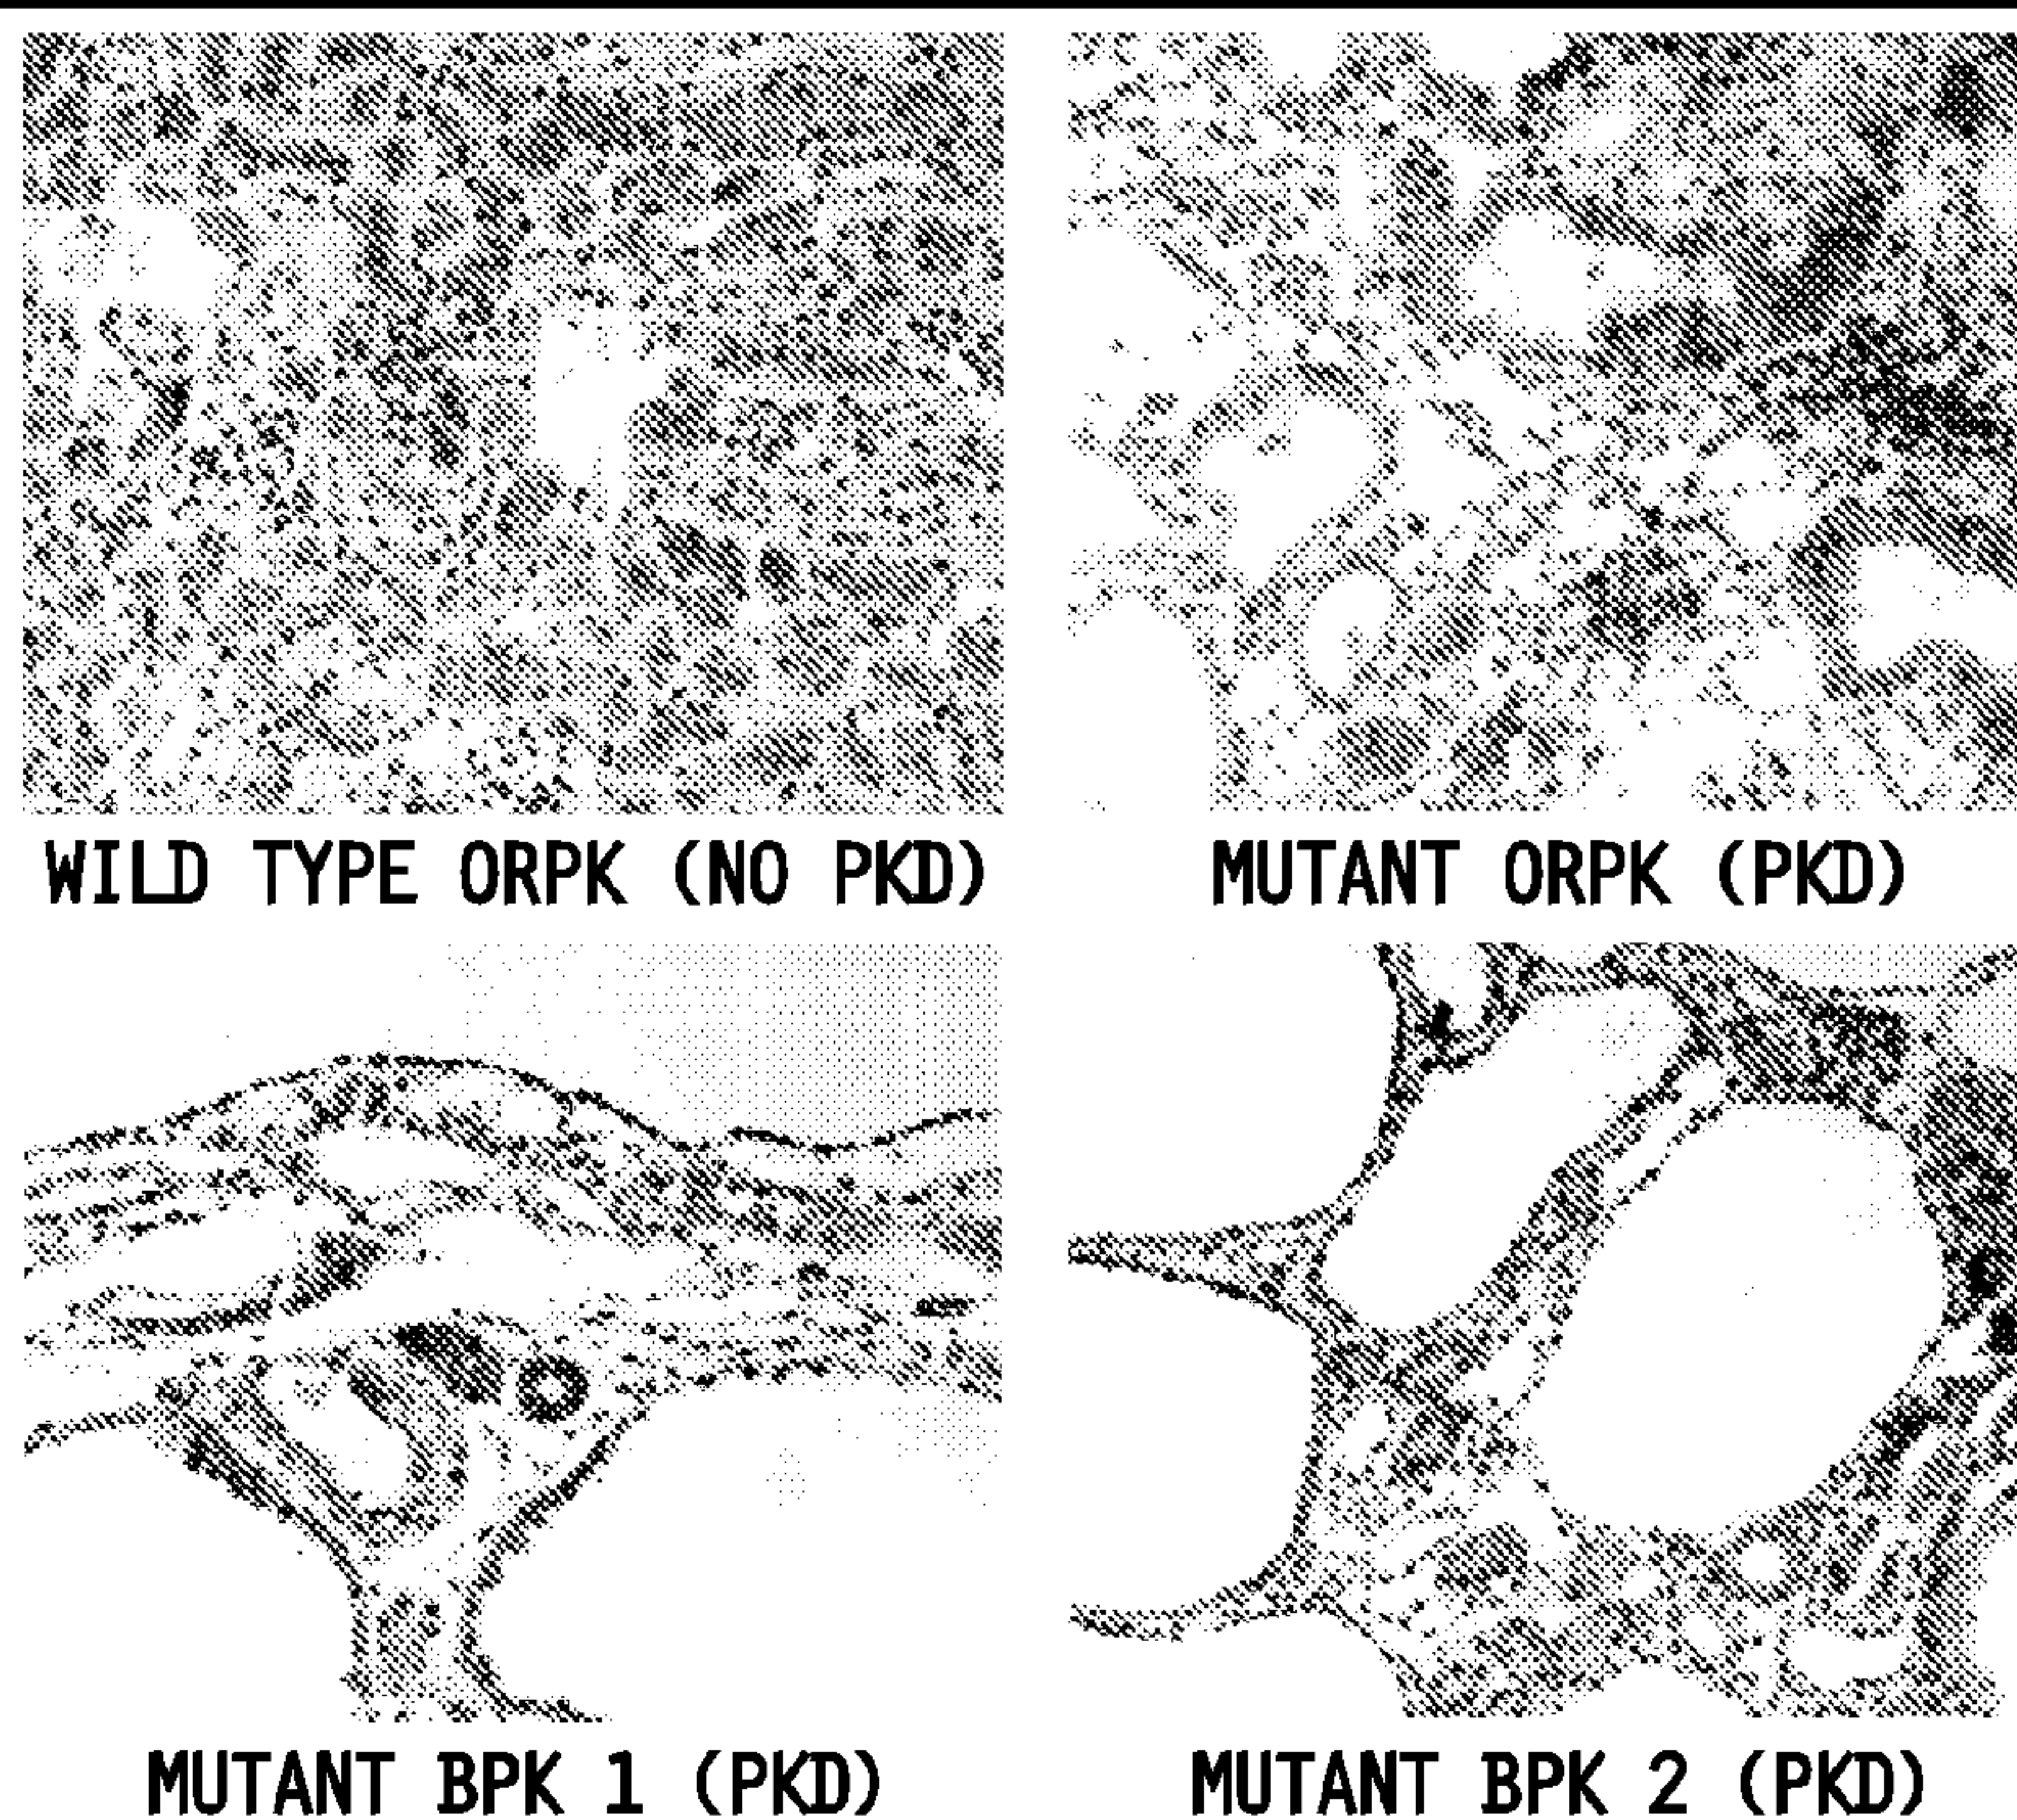 WILD TYPE ORPK (NO PKD)
MUTANT ORPK (PKD)
MUTANT BPK 1 (PKD)
MUTANT BPK 2 (PKD)